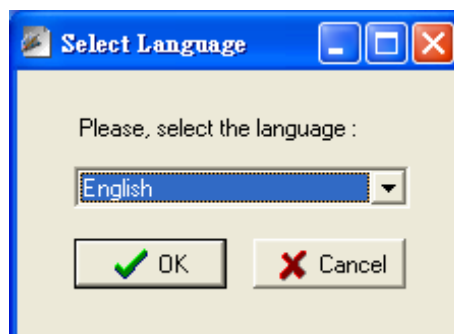 Select Language
Please, select the language :
English
OK
Cancel